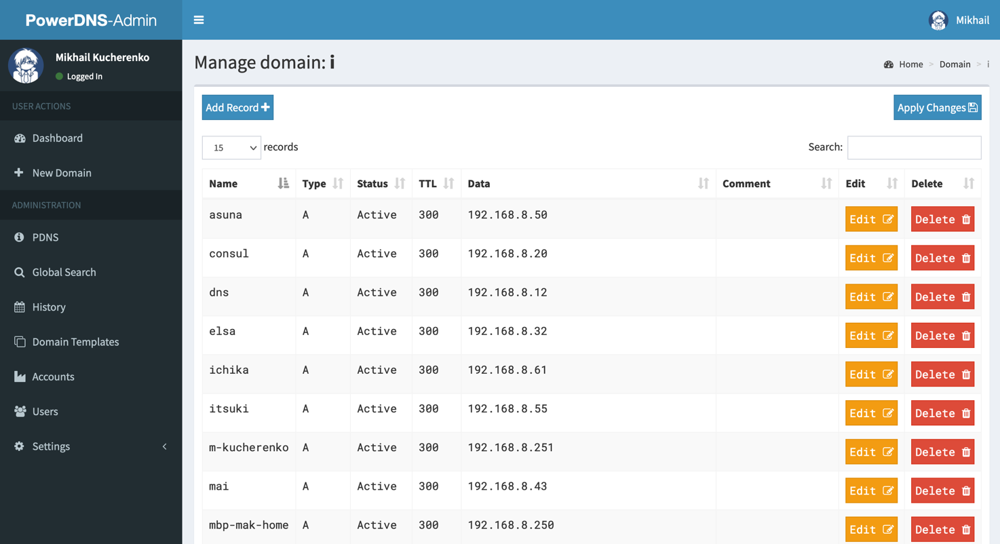 PowerDNS-Admin
Mikhail
Mikhail Kucherenko
Logged In
USER ACTIONS
Dashboard
New Domain
ADMINISTRATION
PDNS
Global Search
History
Domain Templates
Accounts
Users
Settings
Manage domain: i
Home > Domain > i
Add Record
Apply Changes
15 records
Search:
Name Type Status TTL Data Comment Edit Delete
asuna A Active 300 192.168.8.50 Edit Delete
consul A Active 300 192.168.8.20 Edit Delete
dns A Active 300 192.168.8.12 Edit Delete
elsa A Active 300 192.168.8.32 Edit Delete
ichika A Active 300 192.168.8.61 Edit Delete
itsuki A Active 300 192.168.8.55 Edit Delete
m-kucherenko A Active 300 192.168.8.251 Edit Delete
mai A Active 300 192.168.8.43 Edit Delete
mbp-mak-home A Active 300 192.168.8.250 Edit Delete